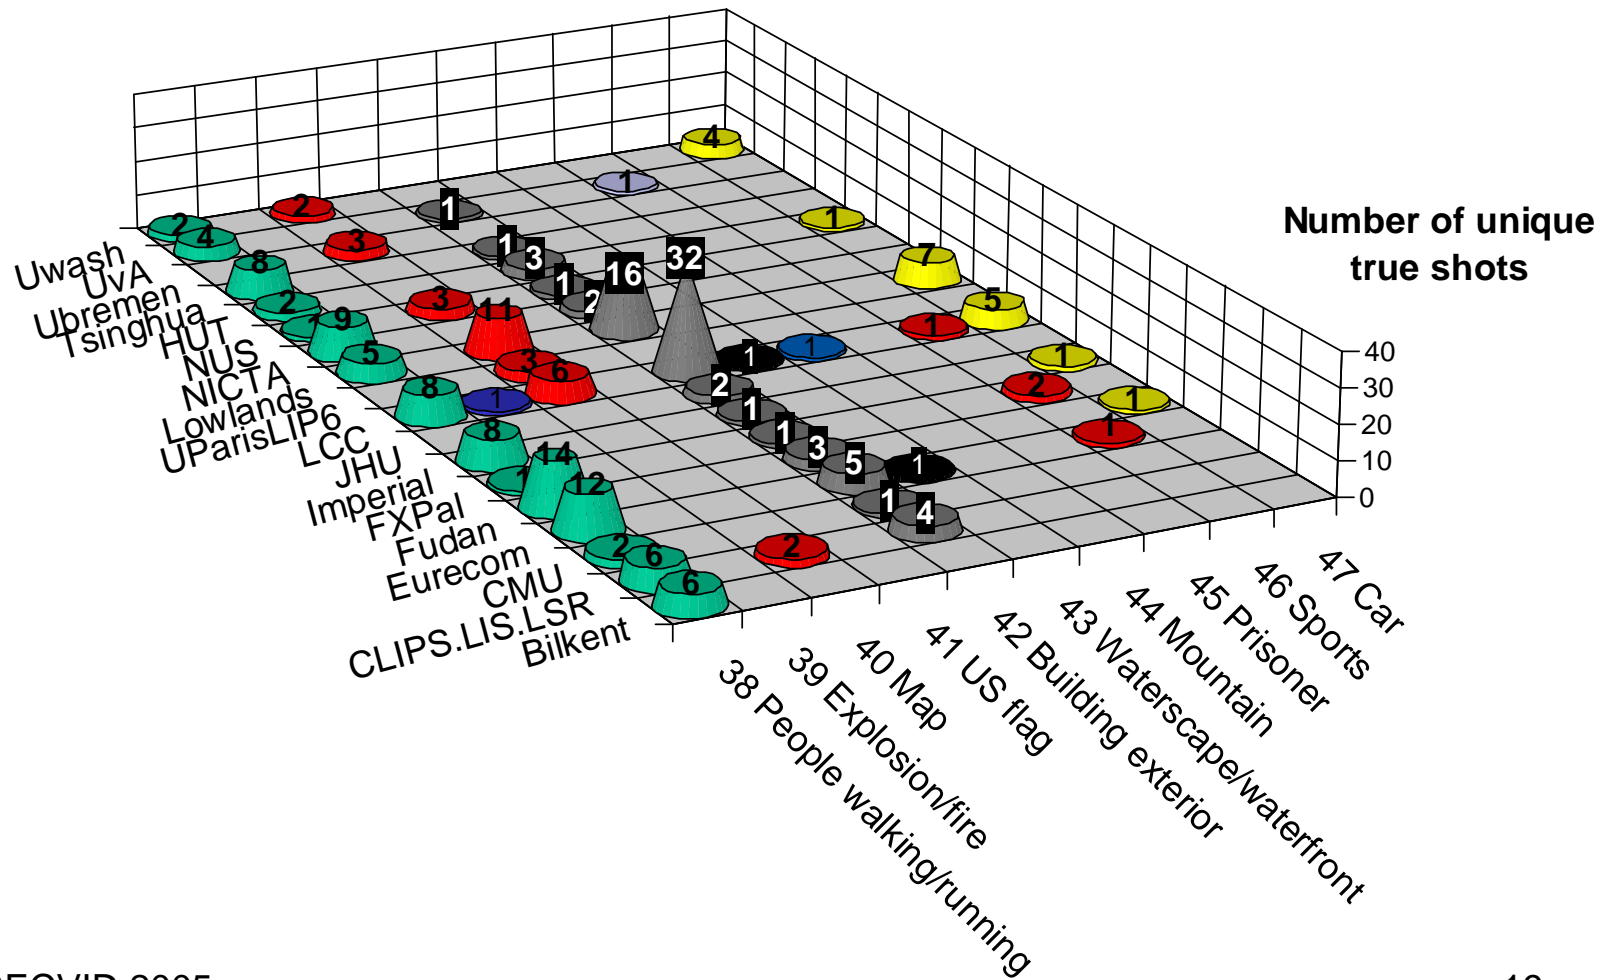 Number of unique
true shots
4
1
2
1
2
4
3
1
1
8
1
3
7
32
16
1
2
2
3
5
1
9
11
1
1
1
5
3
6
2
1
2
8
1
1
1
1
8
3
5
1
14
1
12
1
4
2
2
6
6
40
30
20
10
0
Uwash
UvA
Ubremen
Tsinghua
HUT
NUS
NICTA
Lowlands
UParisLIP6
LCC
JHU
Imperial
FXPal
Fudan
Eurecom
CMU
CLIPS.LIS.LSR
Bilkent
38 People walking/running
39 Explosion/fire
40 Map
41 US flag
42 Building exterior
43 Waterscape/waterfront
44 Mountain
45 Prisoner
46 Sports
47 Car